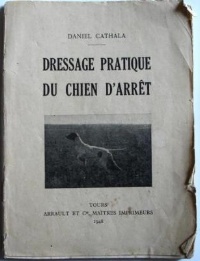 DANIEL CATHALA
DRESSAGE PRATIQUE
DU CHIEN D'ARRÊT
TOURS
ARRAULT ET Cie, MAITRES IMPRIMEURS